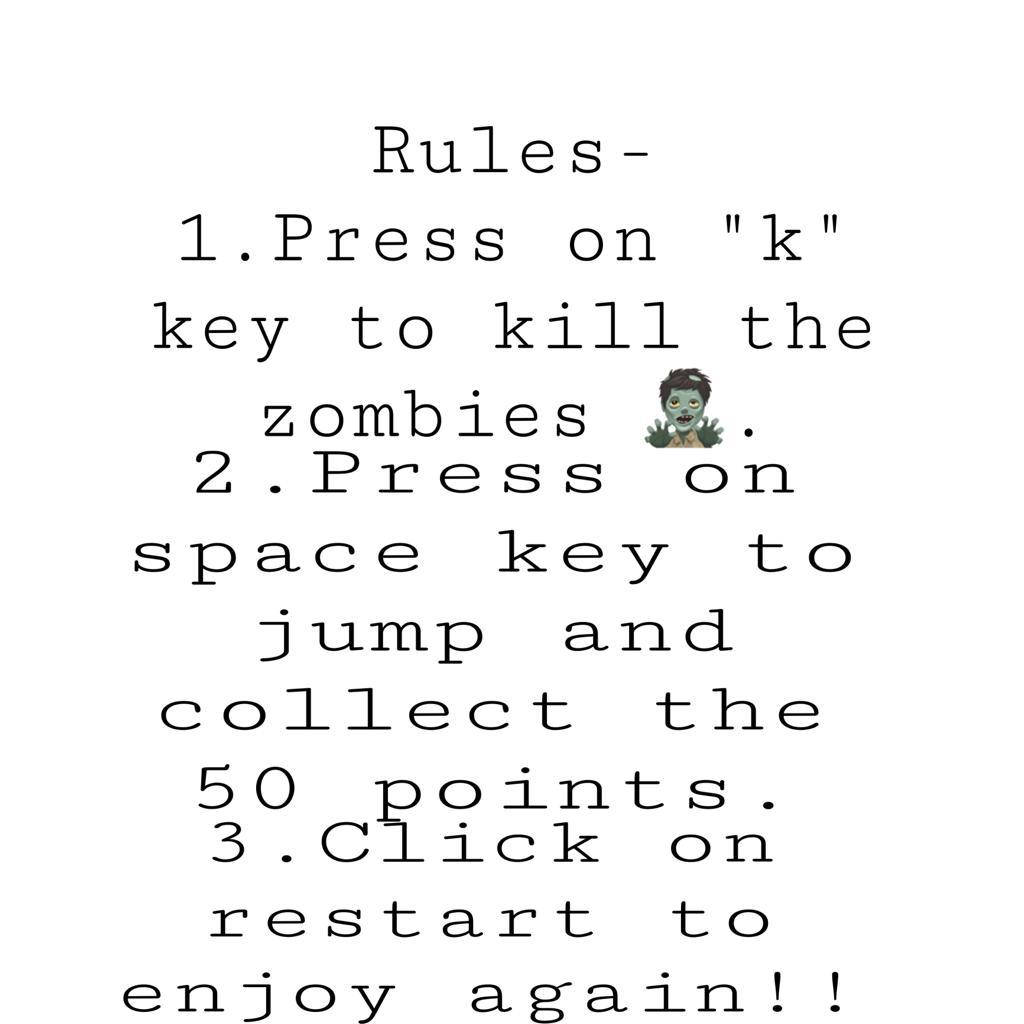 Rules-
1.Press on "k"
key to kill the
zombies 🧟.
2.Press on
space key to
jump and
collect the
50 points.
3.Click on
restart to
enjoy again!!